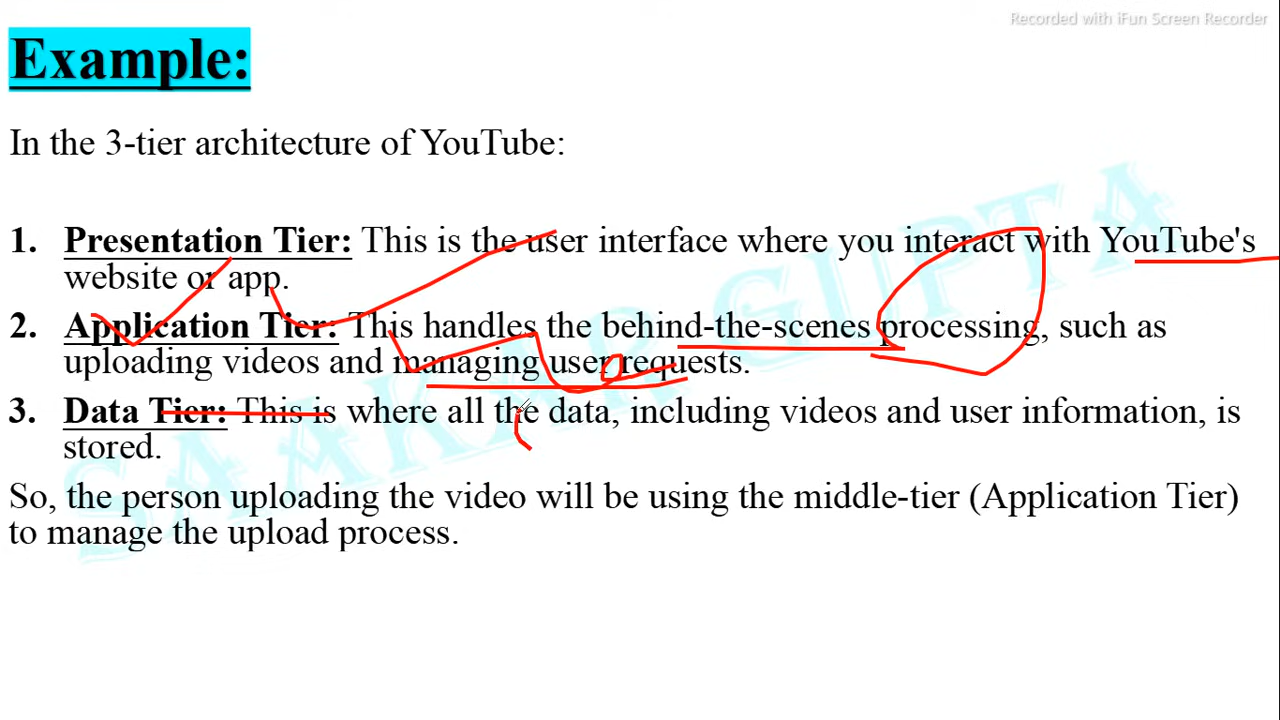 Recorded with iFun Screen Recorder
Example:
In the 3-tier architecture of YouTube:
1. Presentation Tier: This is the user interface where you interact with YouTube's
website or app.
2. Application Tier: This handles the behind-the-scenes processing, such as
uploading videos and managing user requests.
3. Data Tier: This is where all the data, including videos and user information, is
stored.
So, the person uploading the video will be using the middle-tier (Application Tier)
to manage the upload process.
SAAKAR GUPTA